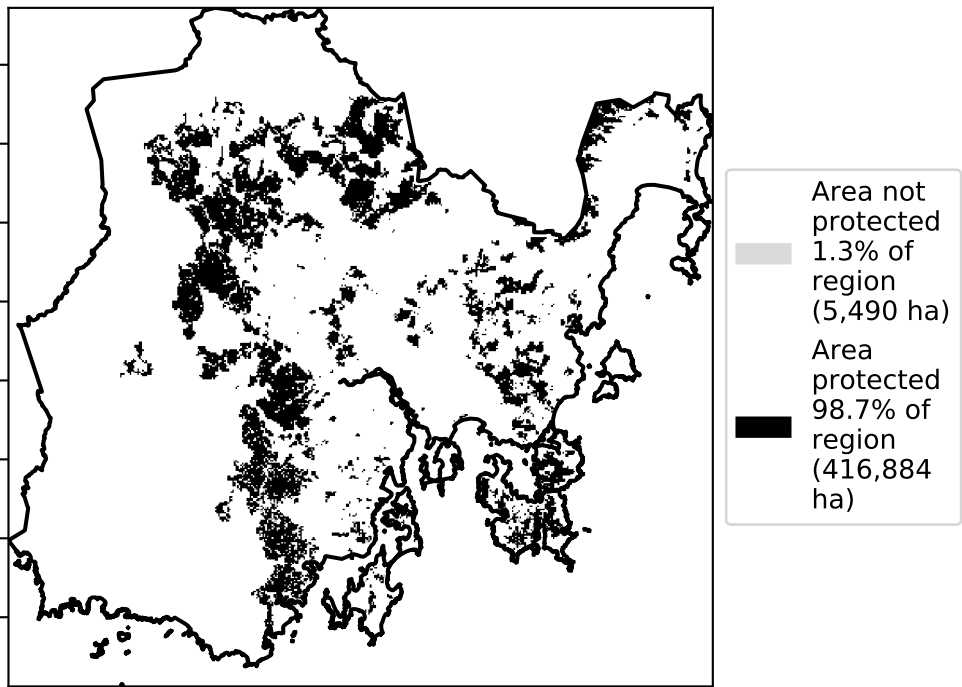 Area not
protected
1.3% of
region
(5,490 ha)
Area
protected
98.7% of
region
(416,884
ha)